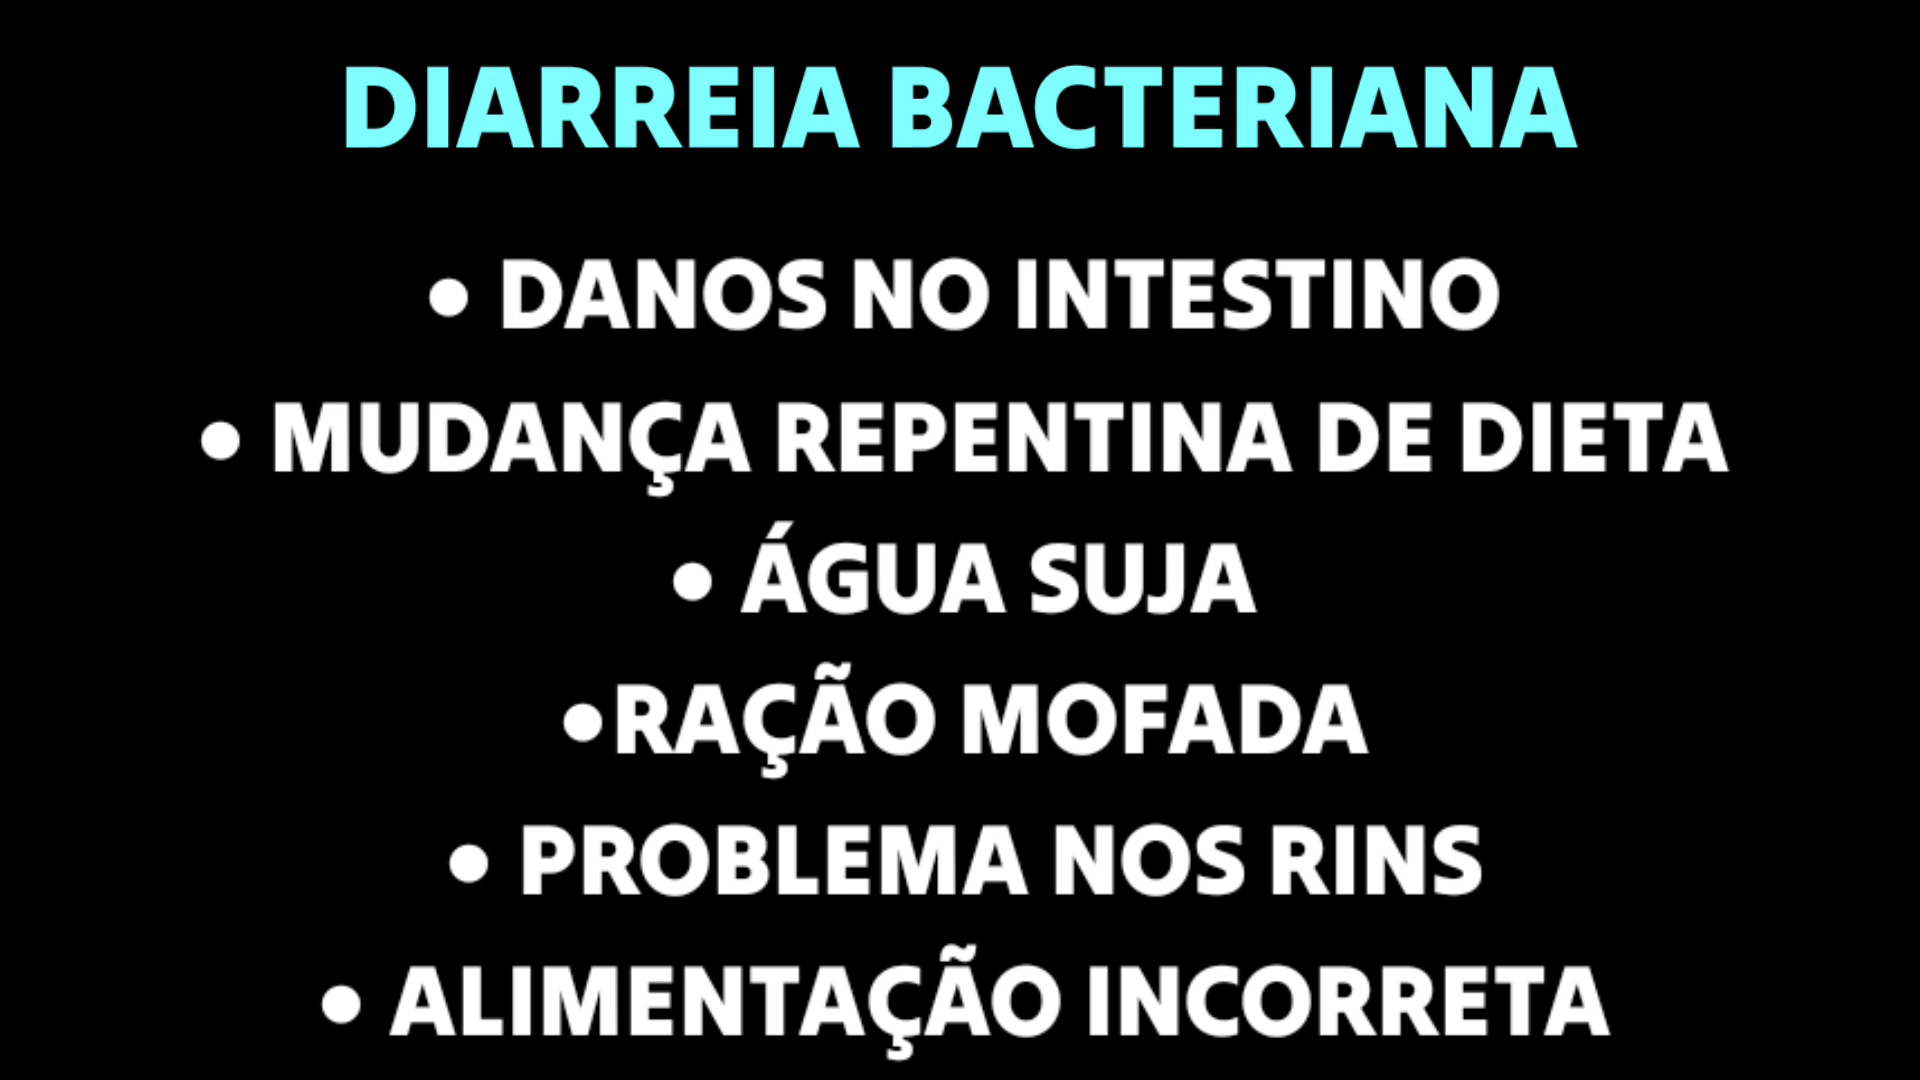 DIARREIA BACTERIANA
• DANOS NO INTESTINO
• MUDANÇA REPENTINA DE DIETA
• ÁGUA SUJA
•RAÇÃO MOFADA
• PROBLEMA NOS RINS
• ALIMENTAÇÃO INCORRETA